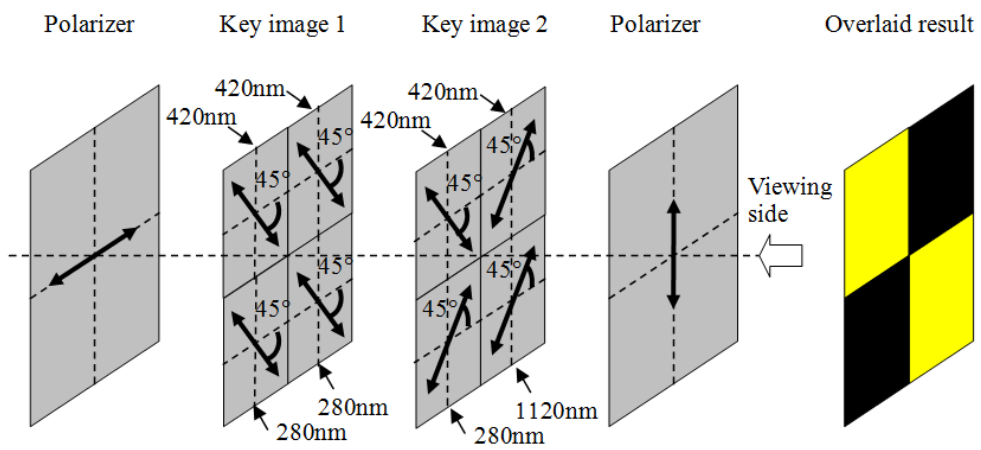 Polarizer
Key image 1
Key image 2
Polarizer
Overlaid result
420nm
420nm
420nm
420nm
45°
45°
45°
45°
45°
45°
45°
45°
Viewing
side
280nm
280nm
1120nm
280nm